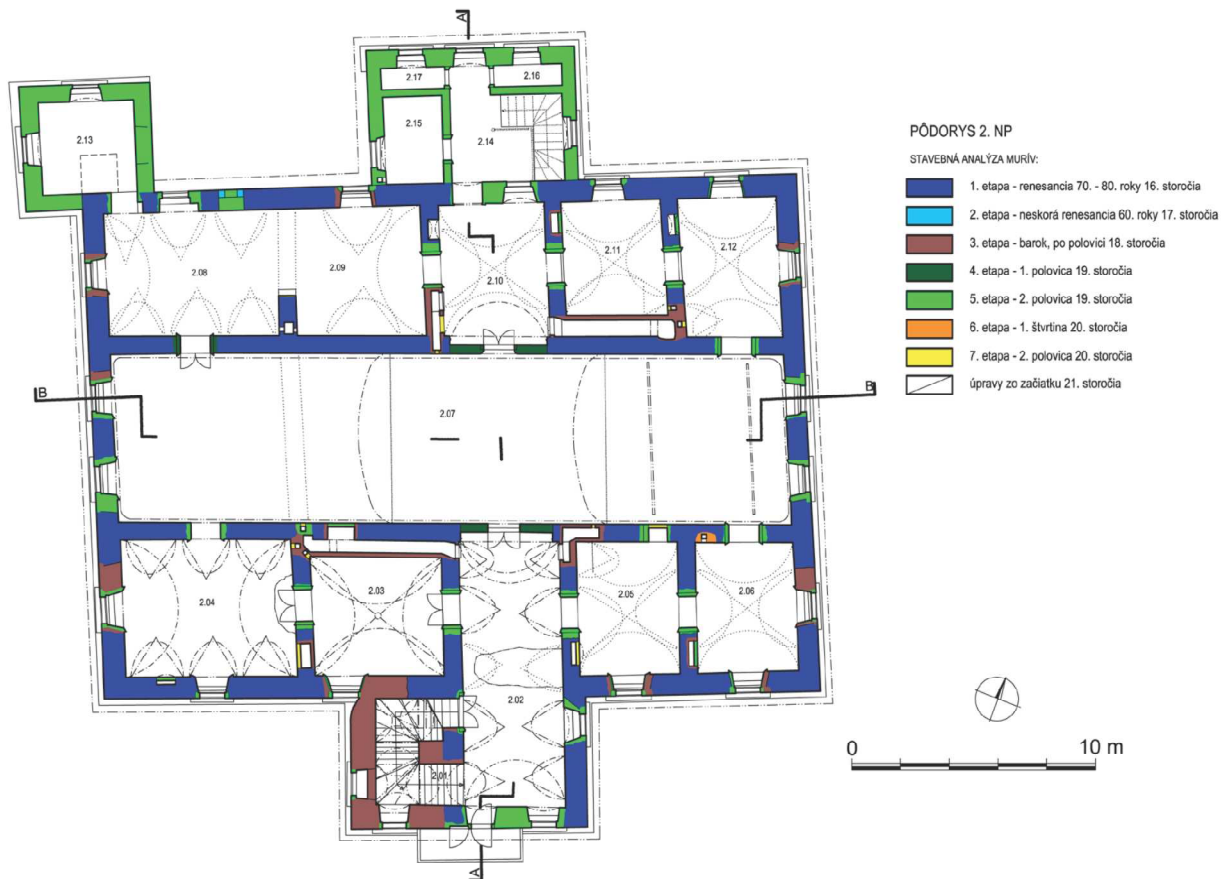 A
2.17
2.16
2.15
2.14
2.13
2.12
2.11
2.10
2.09
2.08
B
B
2.07
2.06
2.05
2.04
2.03
2.02
2.01
A
PÔDORYS 2. NP
STAVEBNÁ ANALÝZA MURÍV:
1. etapa - renesancia 70. - 80. roky 16. storočia
2. etapa - neskorá renesancia 60. roky 17. storočia
3. etapa - barok, po polovici 18. storočia
4. etapa - 1. polovica 19. storočia
5. etapa - 2. polovica 19. storočia
6. etapa - 1. štvrtina 20. storočia
7. etapa - 2. polovica 20. storočia
úpravy zo začiatku 21. storočia
0 10 m